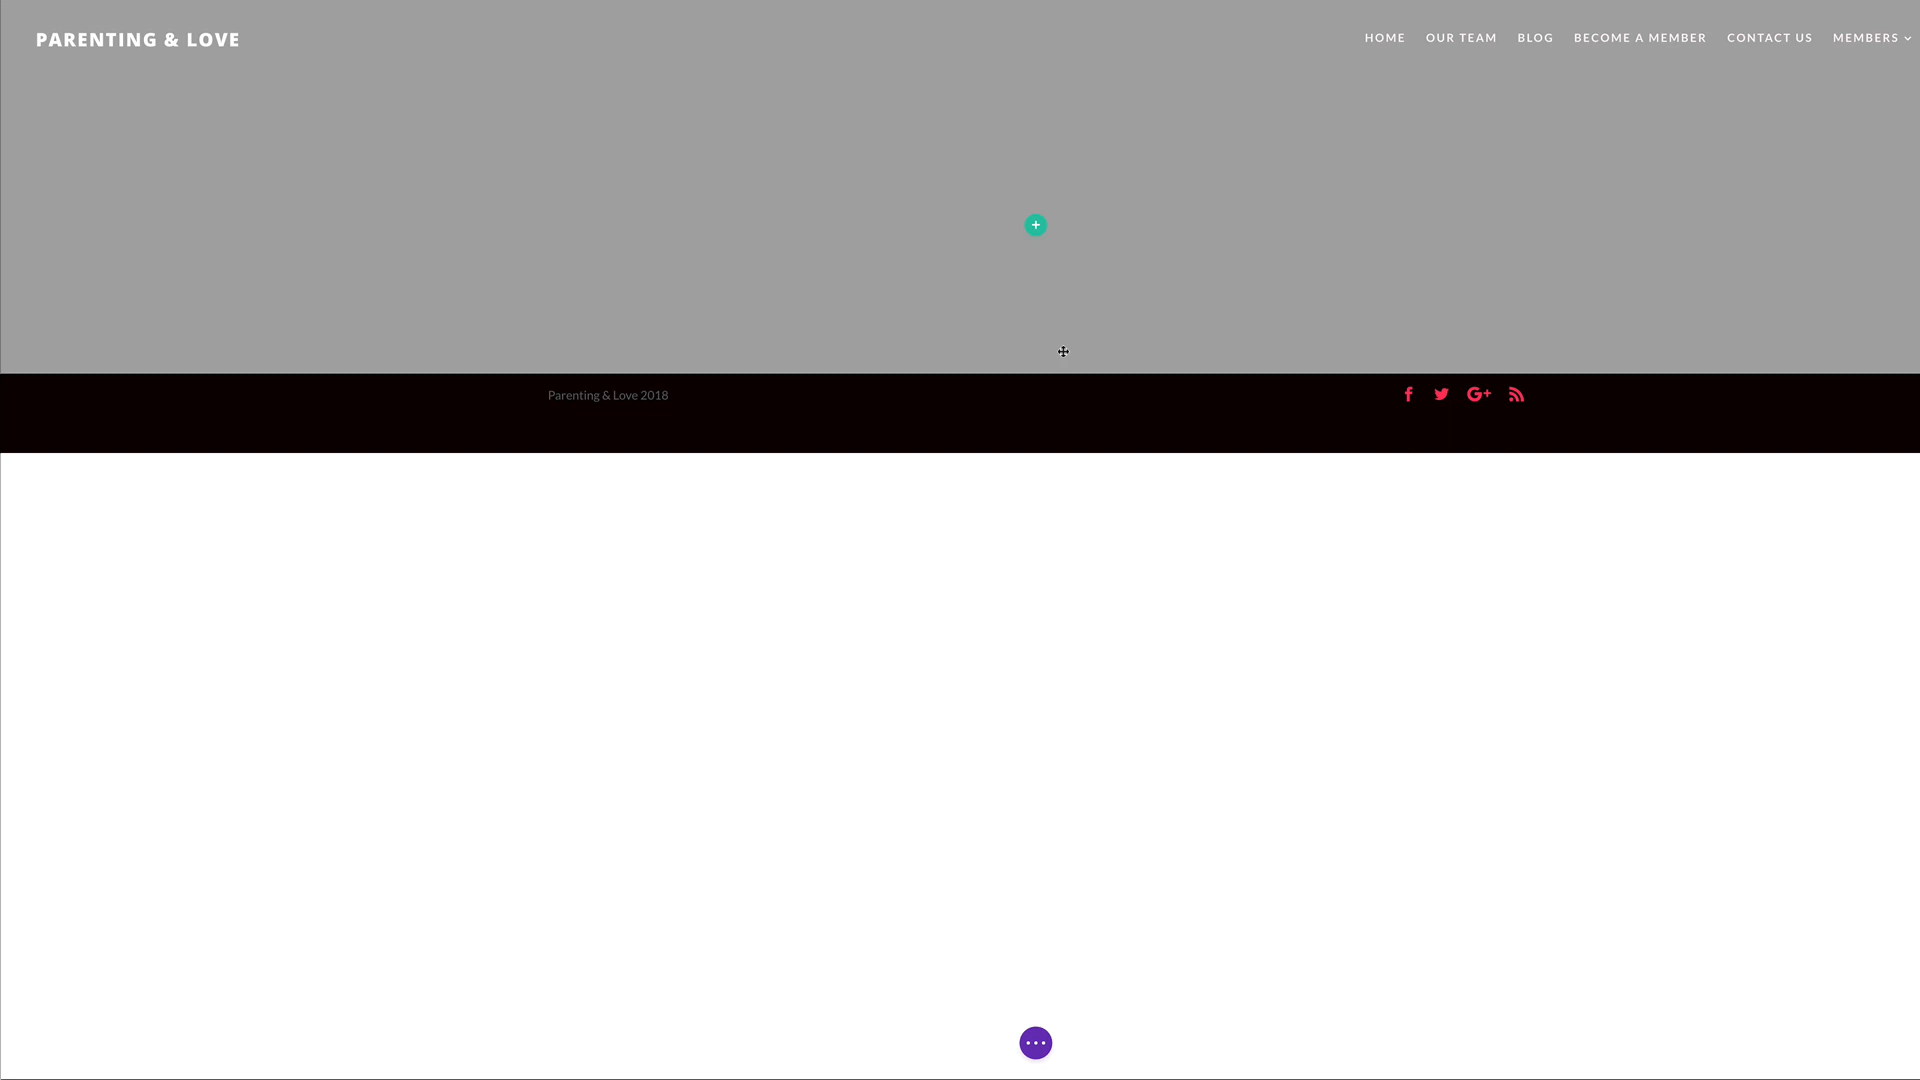 PARENTING & LOVE
HOME OUR TEAM BLOG BECOME A MEMBER CONTACT US MEMBERS
Parenting & Love 2018